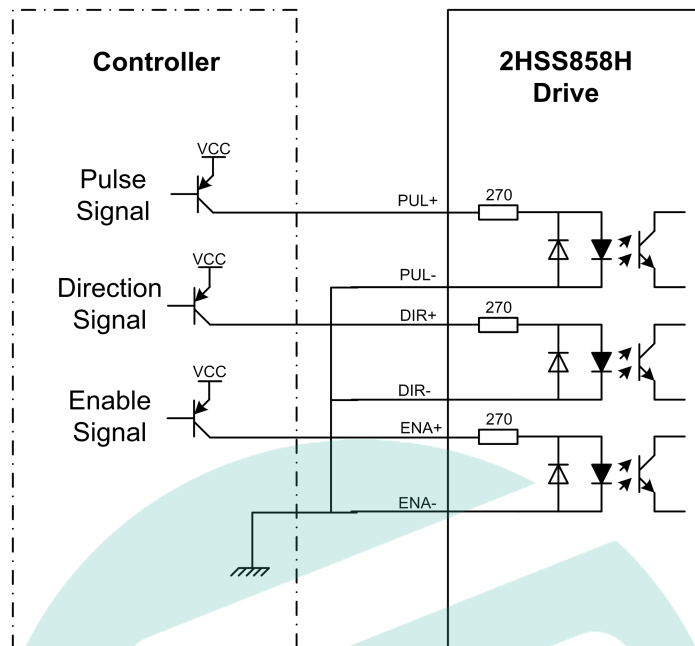 Controller
2HSS858H
Drive
VCC
Pulse
Signal
PUL+
270
PUL-
VCC
Direction
Signal
DIR+
270
DIR-
VCC
Enable
Signal
ENA+
270
ENA-